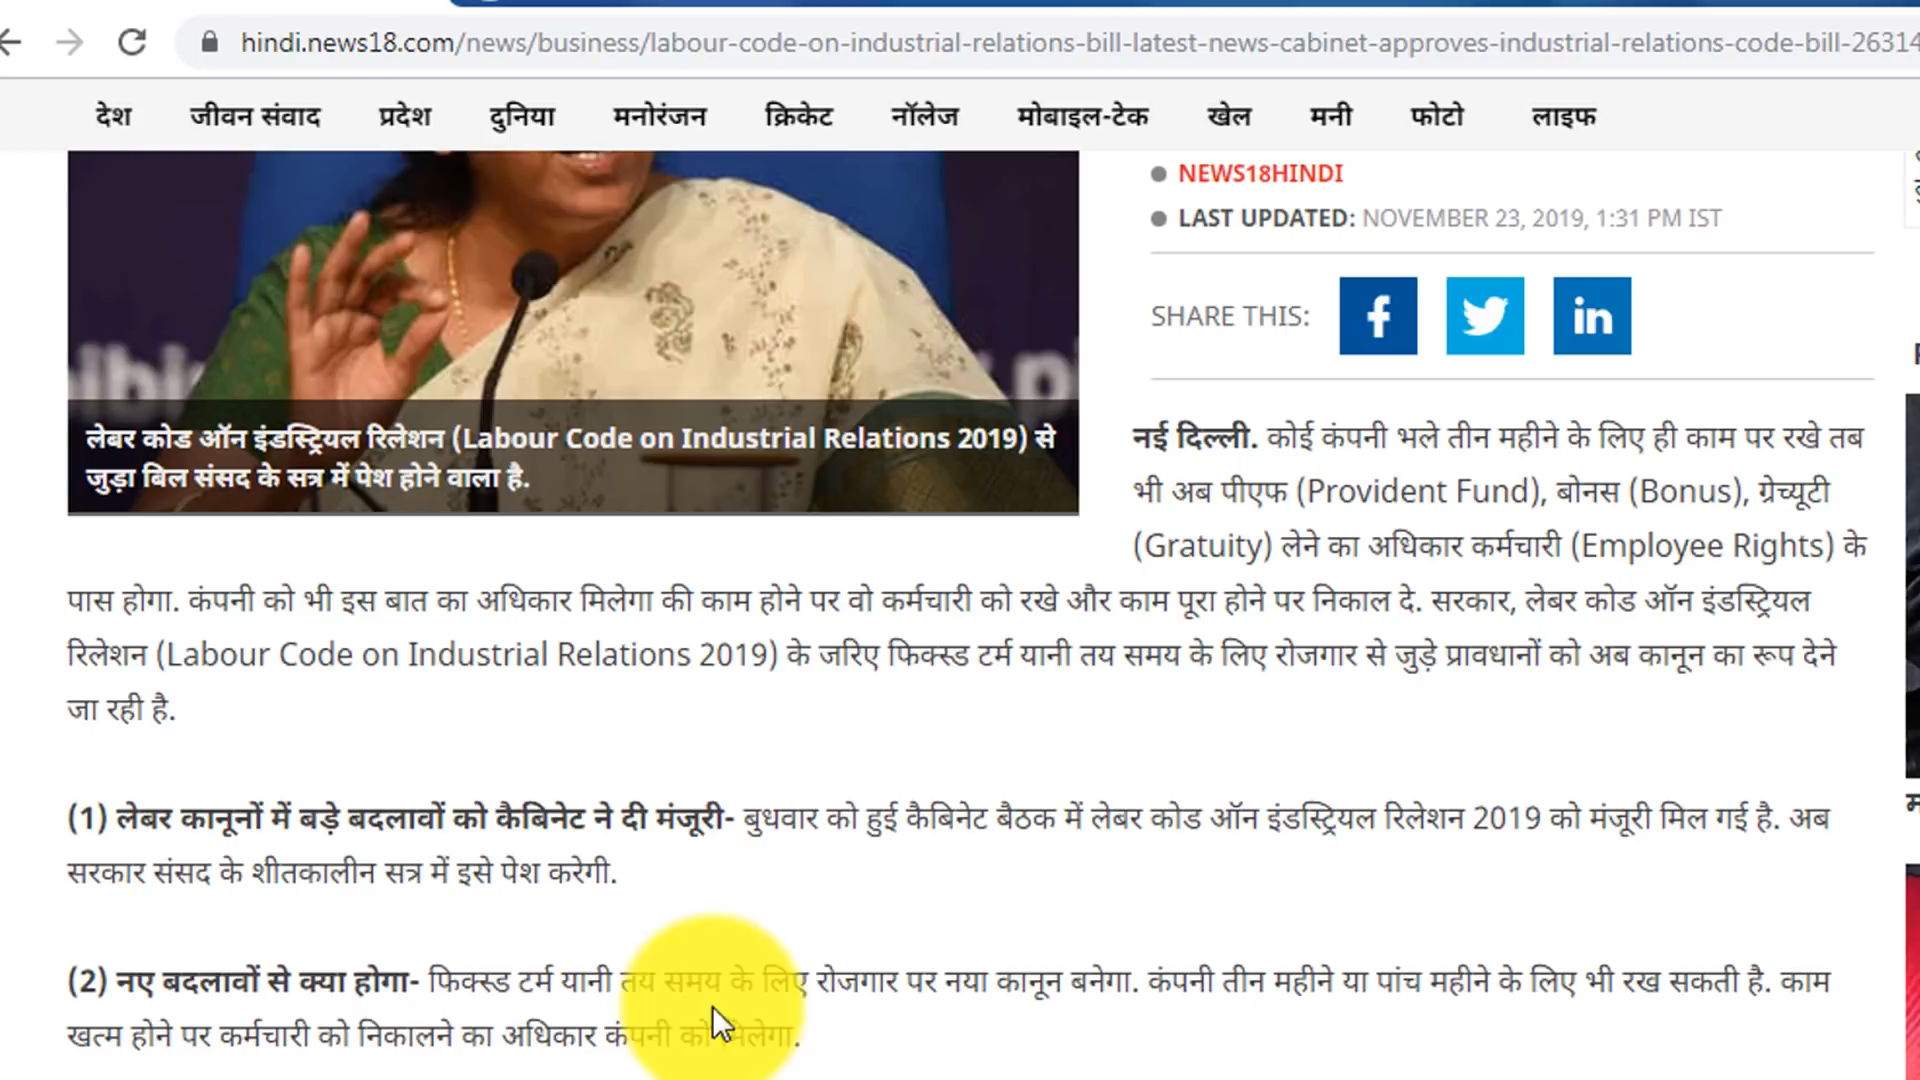 hindi.news18.com/news/business/labour-code-on-industrial-relations-bill-latest-news-cabinet-approves-industrial-relations-code-bill-26314
देश जीवन संवाद प्रदेश दुनिया मनोरंजन क्रिकेट नॉलेज मोबाइल-टेक खेल मनी फोटो लाइफ
NEWS18HINDI
LAST UPDATED: NOVEMBER 23, 2019, 1:31 PM IST
SHARE THIS:
लेबर कोड ऑन इंडस्ट्रियल रिलेशन (Labour Code on Industrial Relations 2019) से
जुड़ा बिल संसद के सत्र में पेश होने वाला है.
नई दिल्ली. कोई कंपनी भले तीन महीने के लिए ही काम पर रखे तब
भी अब पीएफ (Provident Fund), बोनस (Bonus), ग्रेच्यूटी
(Gratuity) लेने का अधिकार कर्मचारी (Employee Rights) के
पास होगा. कंपनी को भी इस बात का अधिकार मिलेगा की काम होने पर वो कर्मचारी को रखे और काम पूरा होने पर निकाल दे. सरकार, लेबर कोड ऑन इंडस्ट्रियल
रिलेशन (Labour Code on Industrial Relations 2019) के जरिए फिक्स्ड टर्म यानी तय समय के लिए रोजगार से जुड़े प्रावधानों को अब कानून का रूप देने
जा रही है.
(1) लेबर कानूनों में बड़े बदलावों को कैबिनेट ने दी मंजूरी- बुधवार को हुई कैबिनेट बैठक में लेबर कोड ऑन इंडस्ट्रियल रिलेशन 2019 को मंजूरी मिल गई है. अब
सरकार संसद के शीतकालीन सत्र में इसे पेश करेगी.
(2) नए बदलावों से क्या होगा- फिक्स्ड टर्म यानी तय समय के लिए रोजगार पर नया कानून बनेगा. कंपनी तीन महीने या पांच महीने के लिए भी रख सकती है. काम
खत्म होने पर कर्मचारी को निकालने का अधिकार कंपनी को मिलेगा.